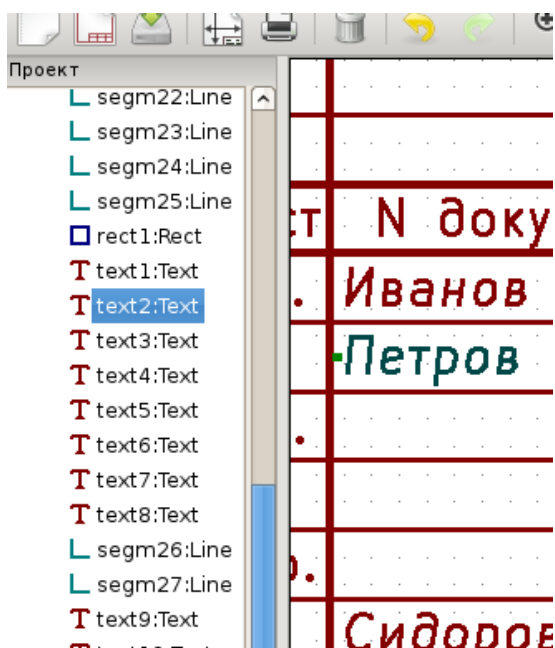 Проект
segm22:Line
segm23:Line
segm24:Line
segm25:Line
rect1:Rect
text1:Text
text2:Text
text3:Text
text4:Text
text5:Text
text6:Text
text7:Text
text8:Text
segm26:Line
segm27:Line
text9:Text
N доку
Иванов
Петров
Сидоров